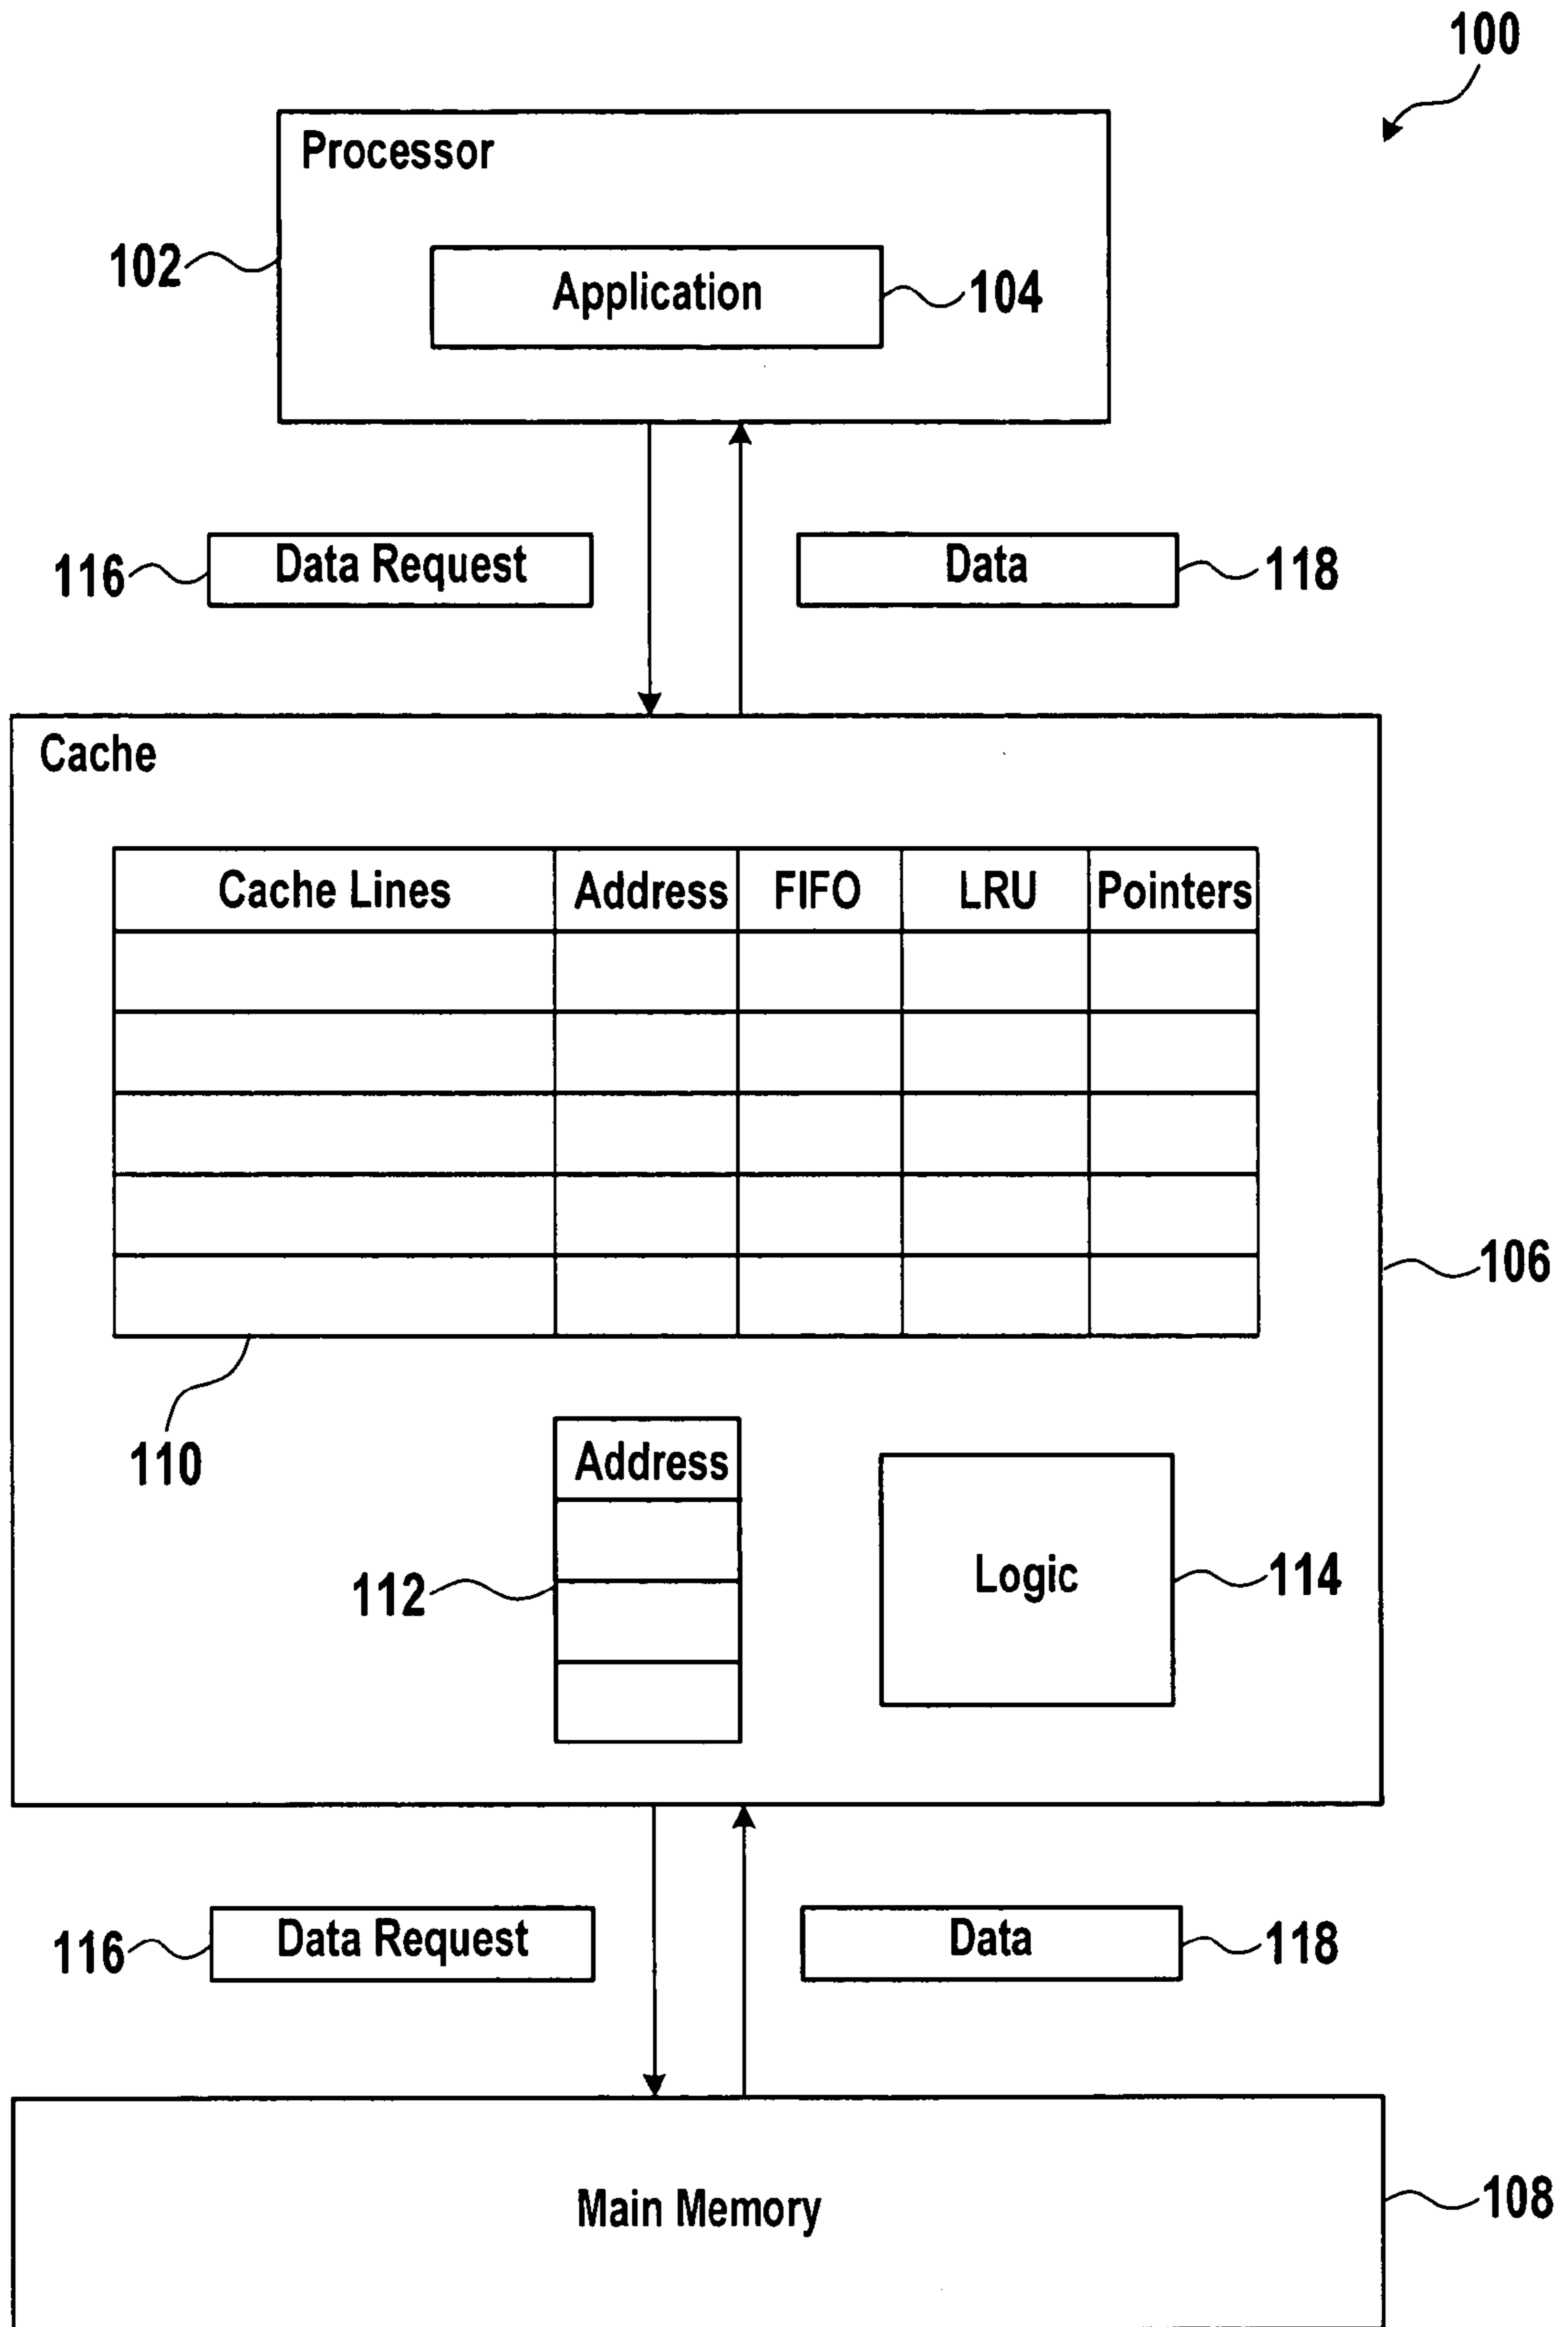 100
Processor
102
Application
104
116
Data Request
Data
118
Cache
Cache Lines Address FIFO LRU Pointers
106
110
Address
112
Logic
114
116
Data Request
Data
118
Main Memory
108